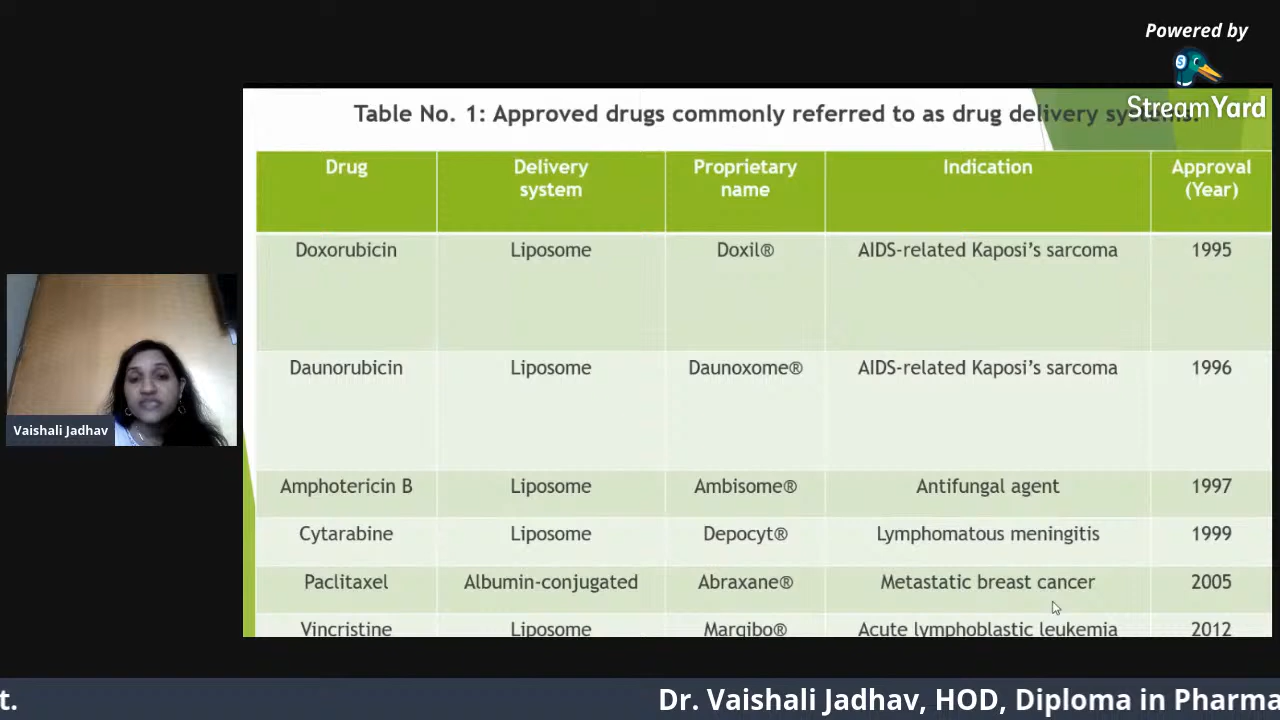 Powered by
StreamYard
Table No. 1: Approved drugs commonly referred to as drug delivery systems.
Drug Delivery system Proprietary name Indication Approval (Year)
Doxorubicin Liposome Doxil® AIDS-related Kaposi’s sarcoma 1995
Daunorubicin Liposome Daunoxome® AIDS-related Kaposi’s sarcoma 1996
Amphotericin B Liposome Ambisome® Antifungal agent 1997
Cytarabine Liposome Depocyt® Lymphomatous meningitis 1999
Paclitaxel Albumin-conjugated Abraxane® Metastatic breast cancer 2005
Vincristine Liposome Marqibo® Acute lymphoblastic leukemia 2012
Vaishali Jadhav
t. Dr. Vaishali Jadhav, HOD, Diploma in Pharma